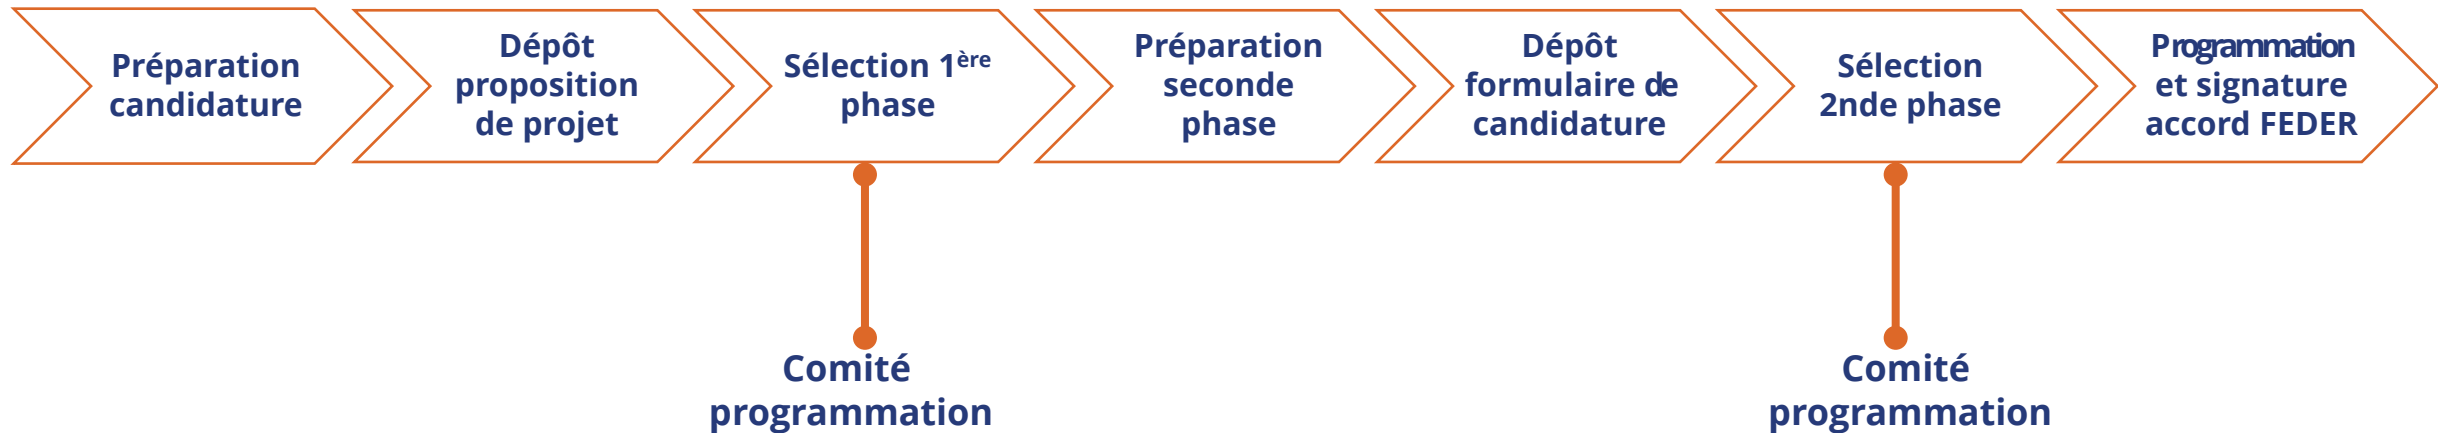 Préparation
candidature
Dépôt
proposition
de projet
Sélection 1ère
phase
Préparation
seconde
phase
Dépôt
formulaire de
candidature
Sélection
2nde phase
Programmation
et signature
accord FEDER
Comité
programmation
Comité
programmation